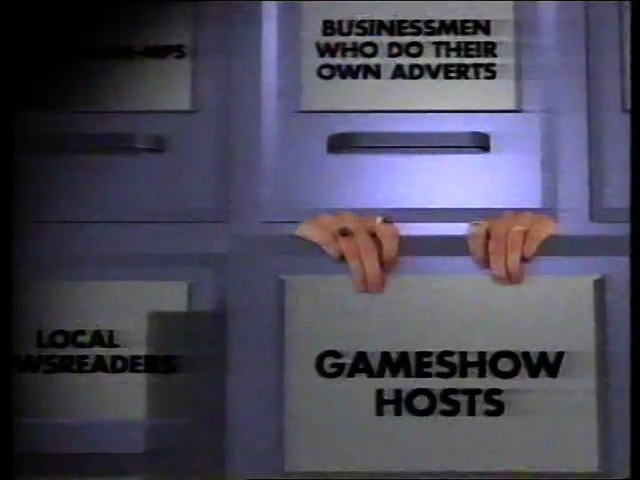 BUSINESSMEN
WHO DO THEIR
OWN ADVERTS
LOCAL
GAMESHOW
HOSTS